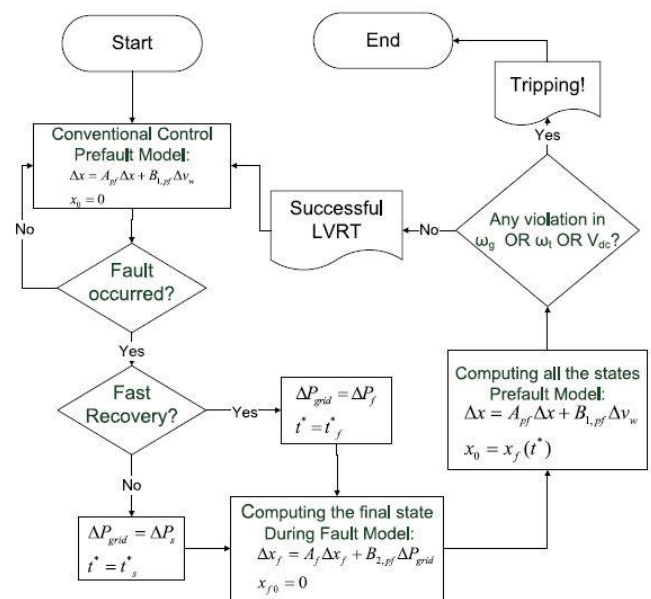 Start
End
Tripping!
Conventional Control
Prefault Model:
Δx = A_pf Δx + B_1,pf Δv_w
x_0 = 0
No
Yes
Successful
LVRT
No
Any violation in
ω_g OR ω_t OR V_dc?
Fault
occurred?
Yes
Fast
Recovery?
Yes
ΔP_grid = ΔP_f
t* = t*_f
Computing all the states
Prefault Model:
Δx = A_pf Δx + B_1,pf Δv_w
x_0 = x_f(t*)
No
ΔP_grid = ΔP_s
t* = t*_s
Computing the final state
During Fault Model:
Δx_f = A_f Δx_f + B_2,pf ΔP_grid
x_f0 = 0